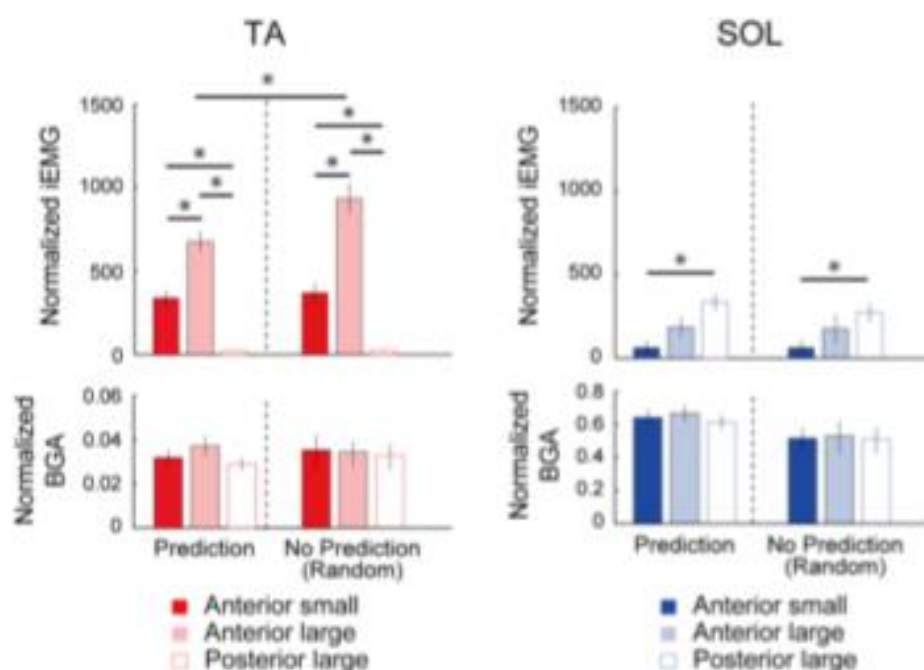 TA
SOL
*
1500
*
*
*
*
*
*
1000
500
0
Normalized iEMG
1500
1000
*
*
500
0
Normalized iEMG
0.06
0.04
0.02
0
Normalized
BGA
0.6
0.4
0.2
0
Normalized
BGA
Prediction
No Prediction
(Random)
Prediction
No Prediction
(Random)
Anterior small
Anterior large
Posterior large
Anterior small
Anterior large
Posterior large